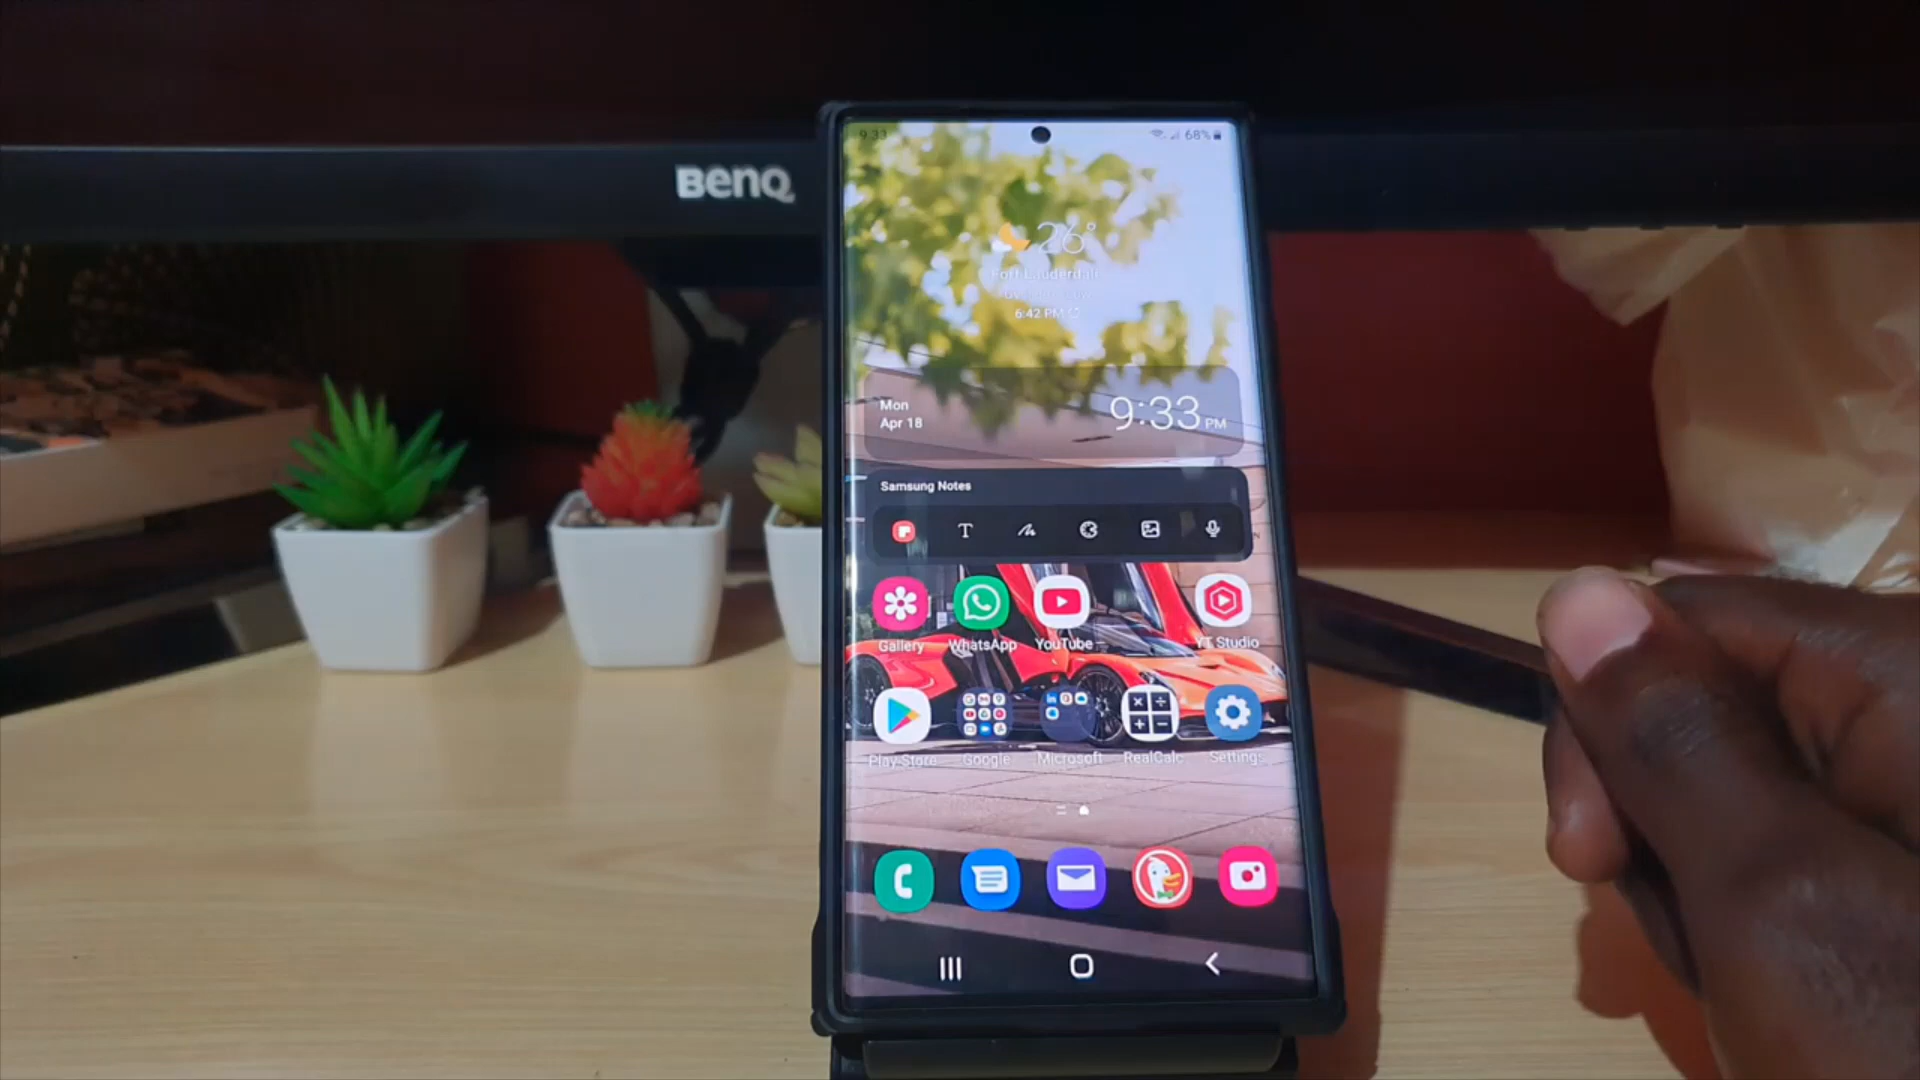 BenQ
9:33
68%
26°
Fort Lauderdale
6:42 PM
Mon
Apr 18
9:33 PM
Samsung Notes
T
Gallery
WhatsApp
YouTube
YT Studio
Play Store
Google
Microsoft
RealCalc
Settings